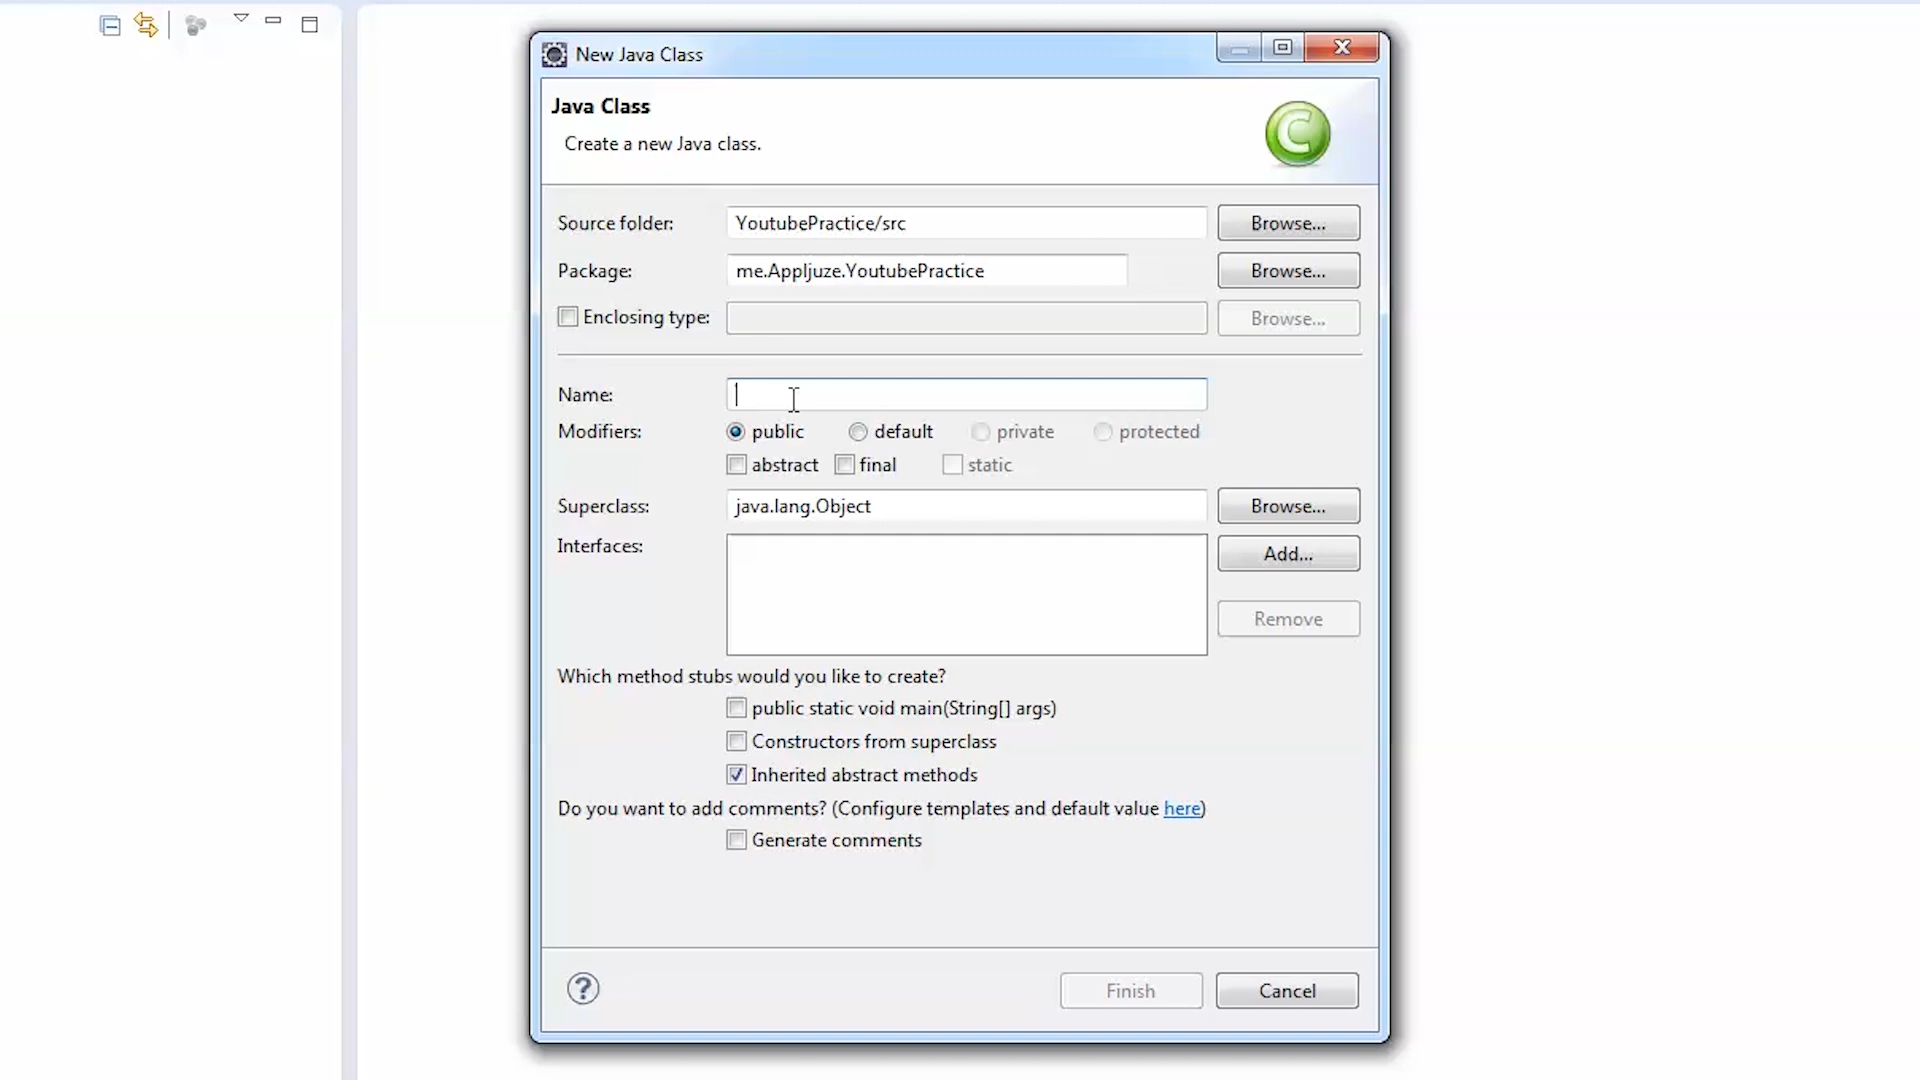 New Java Class
Java Class
Create a new Java class.
C
Source folder: YoutubePractice/src Browse...
Package: me.Appljuze.YoutubePractice Browse...
Enclosing type: Browse...
Name:
Modifiers: public default private protected
abstract final static
Superclass: java.lang.Object Browse...
Interfaces: Add...
Remove
Which method stubs would you like to create?
public static void main(String[] args)
Constructors from superclass
Inherited abstract methods
Do you want to add comments? (Configure templates and default value here)
Generate comments
? Finish Cancel